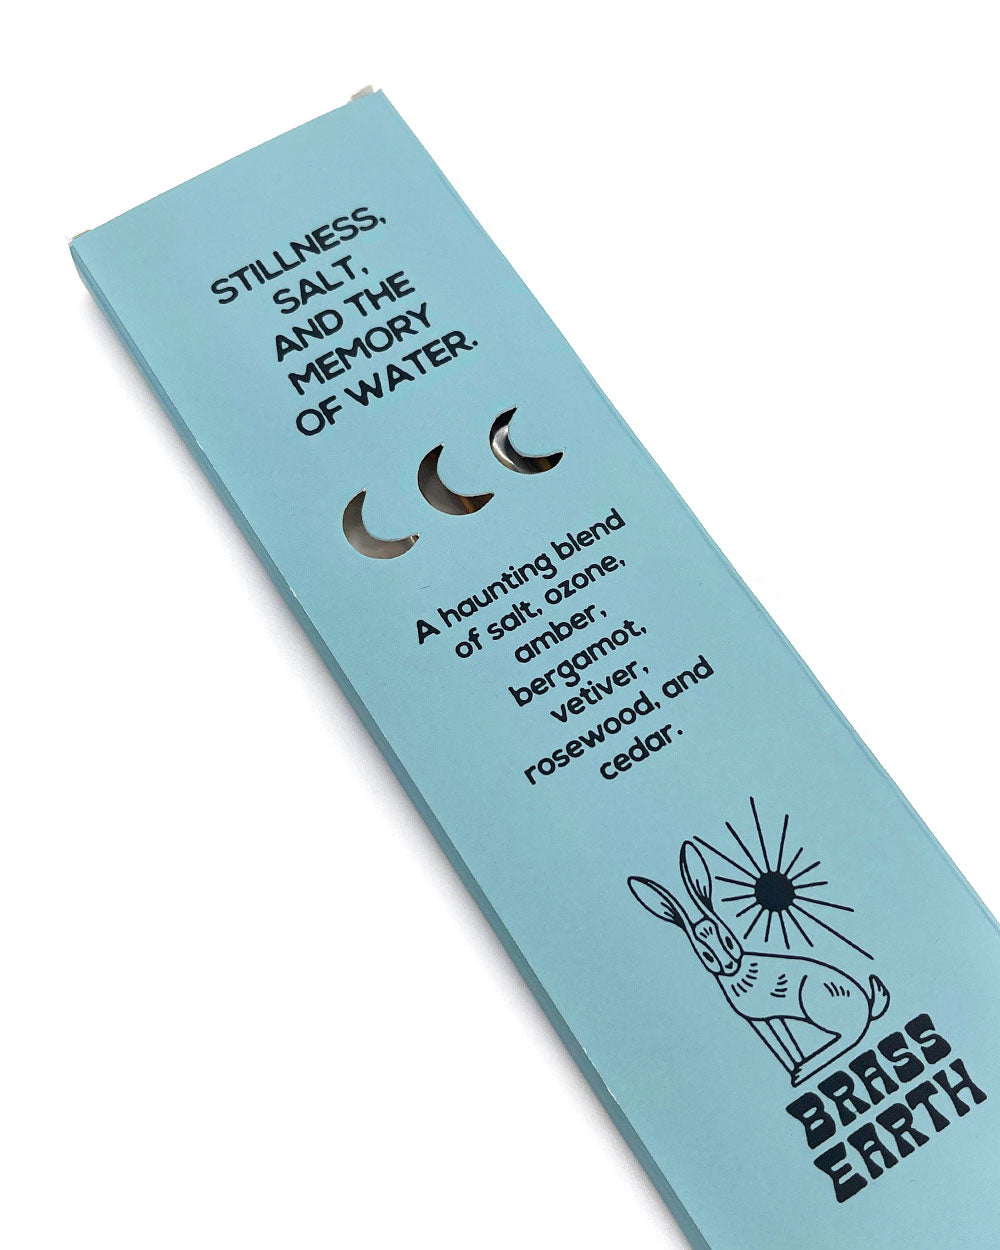 STILLNESS,
SALT,
AND THE
MEMORY
OF WATER.
A haunting blend
of salt, ozone,
amber,
bergamot,
vetiver,
rosewood, and
cedar.
BRASS
EARTH